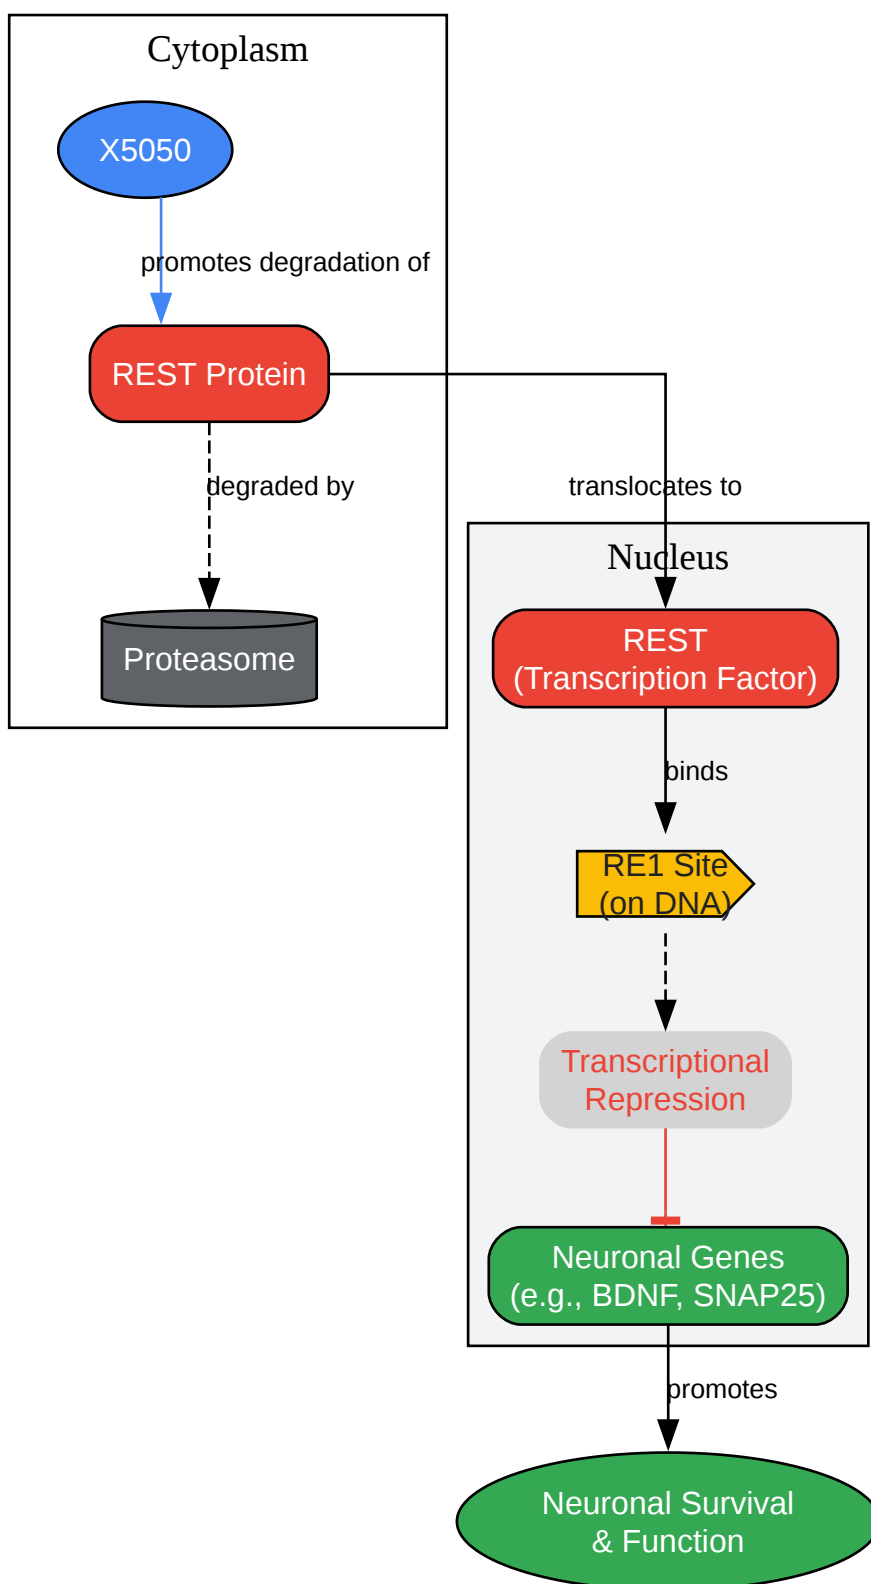 Cytoplasm
X5050
promotes degradation of
REST Protein
degraded by
Proteasome
translocates to
Nucleus
REST
(Transcription Factor)
binds
RE1 Site
(on DNA)
Transcriptional
Repression
Neuronal Genes
(e.g., BDNF, SNAP25)
promotes
Neuronal Survival
& Function